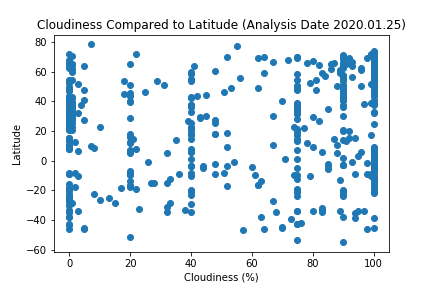 Cloudiness Compared to Latitude (Analysis Date 2020.01.25)
80
60
40
20
0
−20
−40
−60
Latitude
0 20 40 60 80 100
Cloudiness (%)